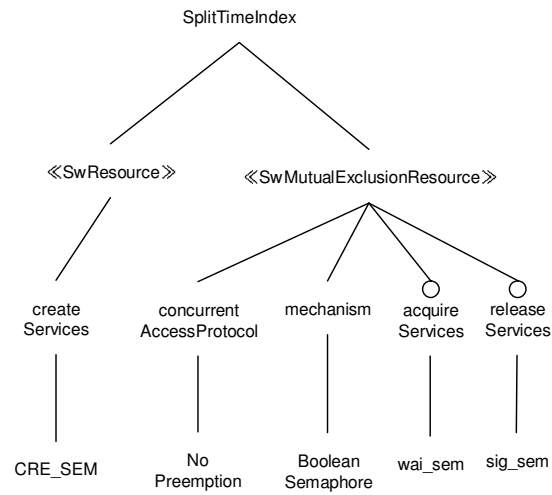 SplitTimeIndex
≪SwResource≫
≪SwMutualExclusionResource≫
create
Services
concurrent
AccessProtocol
mechanism
acquire
Services
release
Services
CRE_SEM
No
Preemption
Boolean
Semaphore
wai_sem
sig_sem